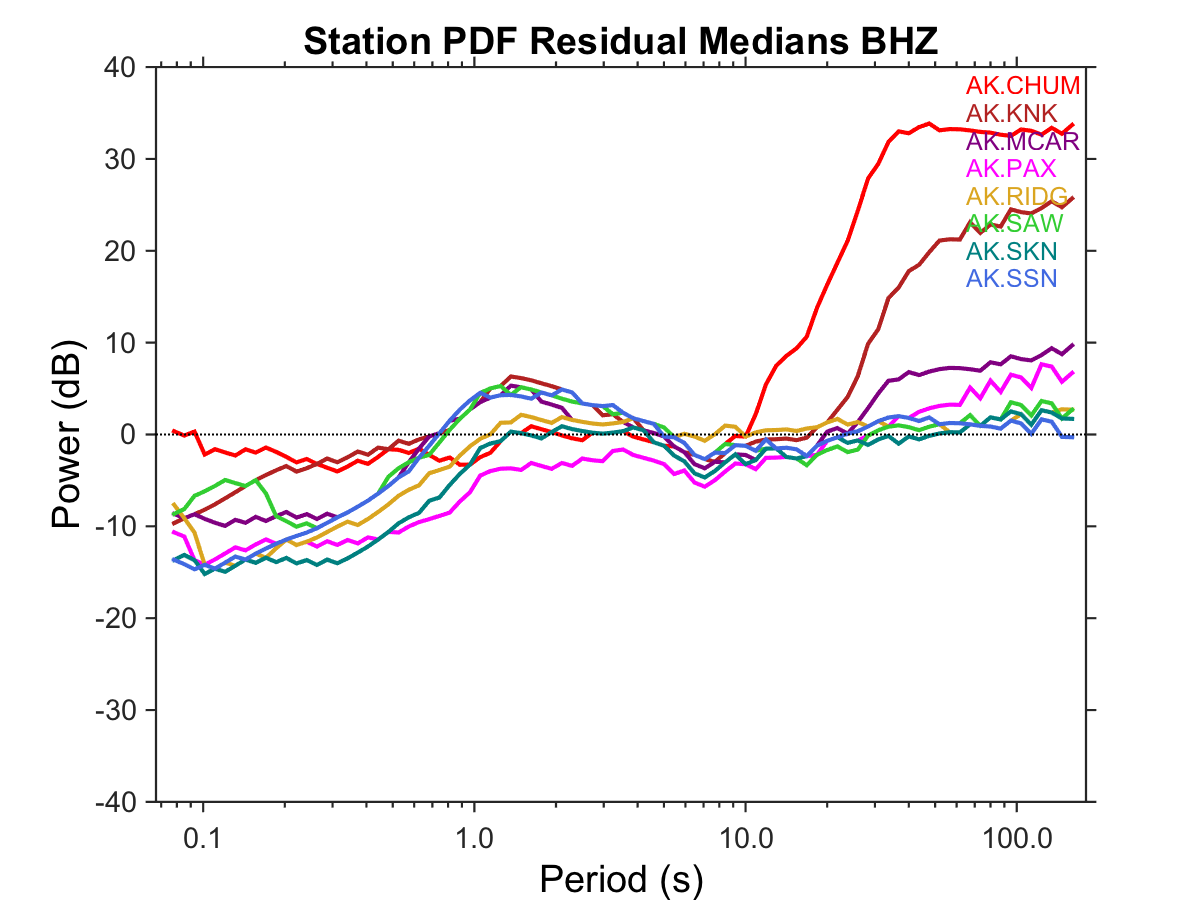 Station PDF Residual Medians BHZ
40
30
20
10
0
-10
-20
-30
-40
Power (dB)
AK.CHUM
AK.KNK
AK.MCAR
AK.PAX
AK.RIDG
AK.SAW
AK.SKN
AK.SSN
0.1 1.0 10.0 100.0
Period (s)